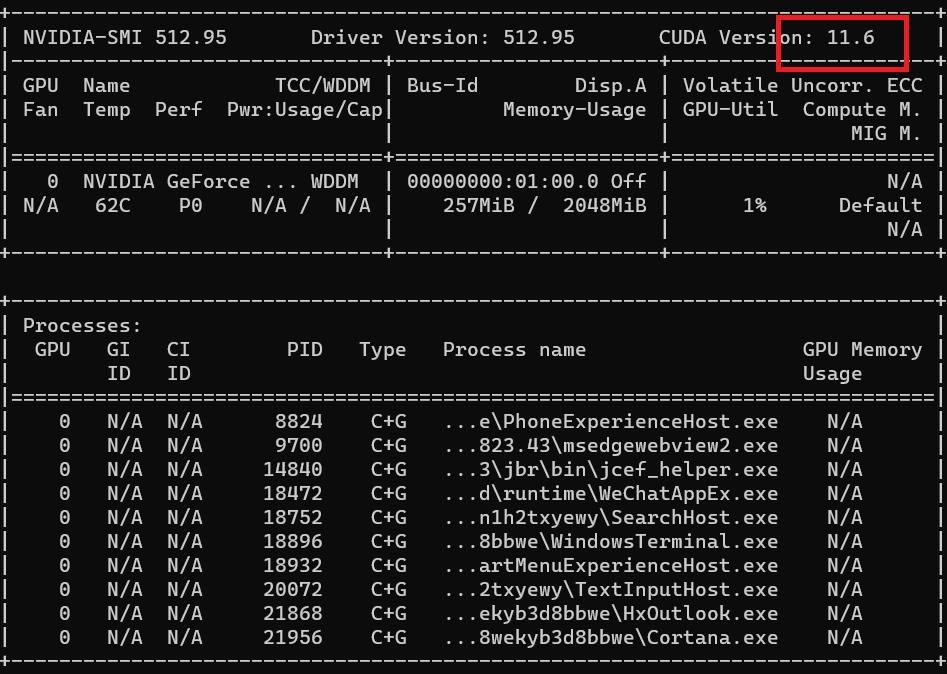 +-----------------------------------------------------------------------------+
| NVIDIA-SMI 512.95       Driver Version: 512.95       CUDA Version: 11.6     |
|-------------------------------+----------------------+----------------------+
| GPU  Name            TCC/WDDM | Bus-Id        Disp.A | Volatile Uncorr. ECC |
| Fan  Temp  Perf  Pwr:Usage/Cap|         Memory-Usage | GPU-Util  Compute M. |
|                               |                      |               MIG M. |
|===============================+======================+======================|
|   0  NVIDIA GeForce ... WDDM  | 00000000:01:00.0 Off |                  N/A |
| N/A   62C    P0    N/A /  N/A |    257MiB /  2048MiB |      1%      Default |
|                               |                      |                  N/A |
+-------------------------------+----------------------+----------------------+

+-----------------------------------------------------------------------------+
| Processes:                                                                  |
|  GPU   GI   CI        PID   Type   Process name                  GPU Memory |
|        ID   ID                                                   Usage      |
|=============================================================================|
|    0   N/A  N/A      8824    C+G   ...e\PhoneExperienceHost.exe    N/A      |
|    0   N/A  N/A      9700    C+G   ...823.43\msedgewebview2.exe    N/A      |
|    0   N/A  N/A     14840    C+G   ...3\jbr\bin\jcef_helper.exe    N/A      |
|    0   N/A  N/A     18472    C+G   ...d\runtime\WeChatAppEx.exe    N/A      |
|    0   N/A  N/A     18752    C+G   ...n1h2txyewy\SearchHost.exe    N/A      |
|    0   N/A  N/A     18896    C+G   ...8bbwe\WindowsTerminal.exe    N/A      |
|    0   N/A  N/A     18932    C+G   ...artMenuExperienceHost.exe    N/A      |
|    0   N/A  N/A     20072    C+G   ...2txyewy\TextInputHost.exe    N/A      |
|    0   N/A  N/A     21868    C+G   ...ekyb3d8bbwe\HxOutlook.exe    N/A      |
|    0   N/A  N/A     21956    C+G   ...8wekyb3d8bbwe\Cortana.exe    N/A      |
+-----------------------------------------------------------------------------+